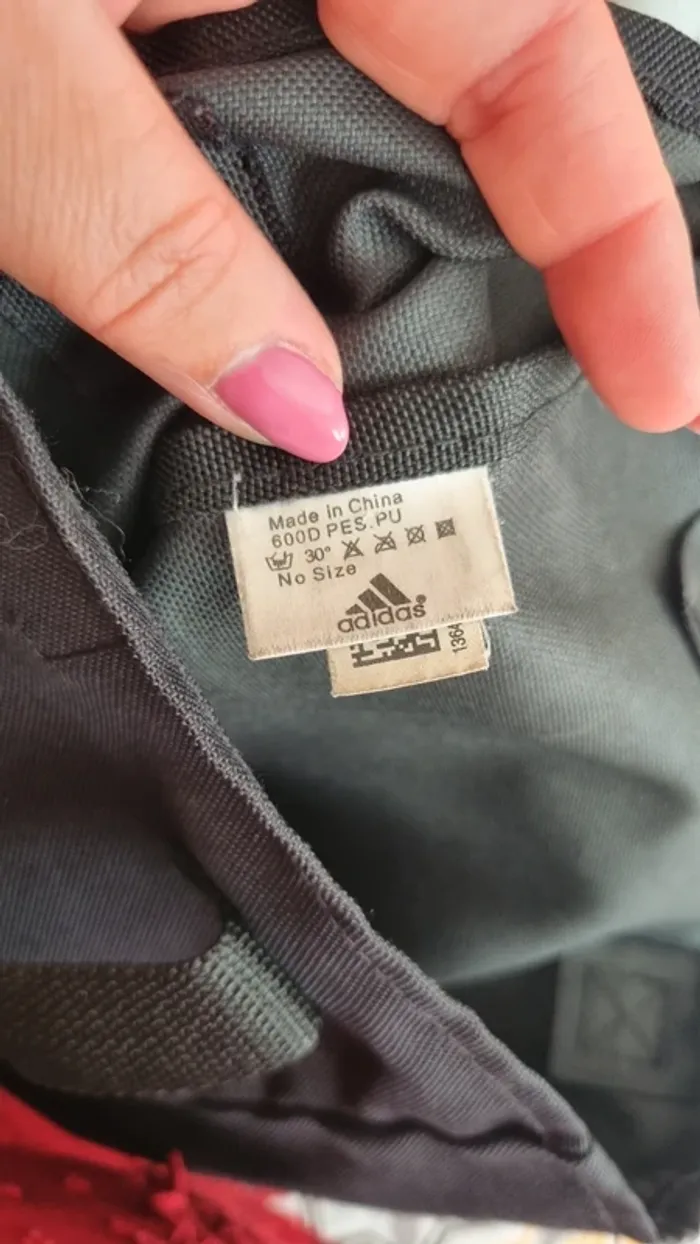 Made in China
600D PES.PU
30°
No Size
adidas®
1364